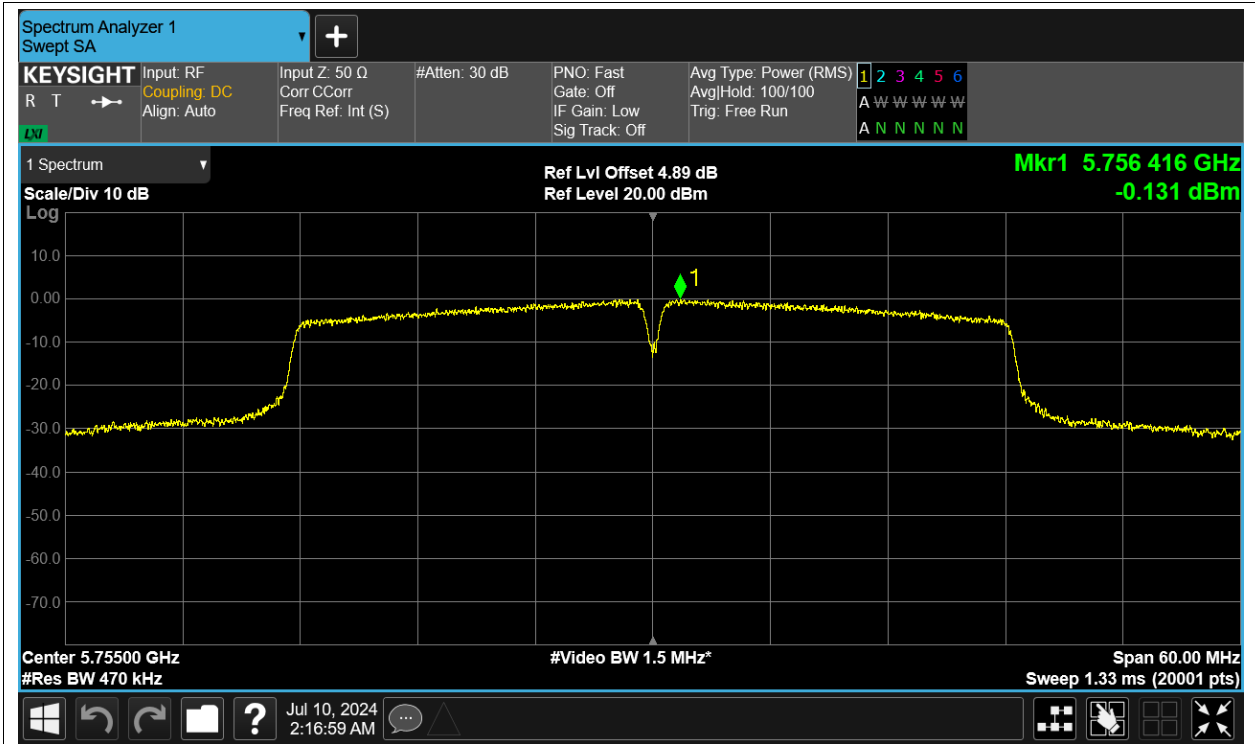 Spectrum Analyzer 1
Swept SA
KEYSIGHT
R T
LXI
Input: RF
Coupling: DC
Align: Auto
Input Z: 50 Ω
Corr CCorr
Freq Ref: Int (S)
#Atten: 30 dB
PNO: Fast
Gate: Off
IF Gain: Low
Sig Track: Off
Avg Type: Power (RMS)
Avg|Hold: 100/100
Trig: Free Run
1 2 3 4 5 6
A W W W W W
A N N N N N
1 Spectrum
Scale/Div 10 dB
Log
Ref Lvl Offset 4.89 dB
Ref Level 20.00 dBm
Mkr1 5.756 416 GHz
-0.131 dBm
1
10.0
0.00
-10.0
-20.0
-30.0
-40.0
-50.0
-60.0
-70.0
Center 5.75500 GHz
#Res BW 470 kHz
#Video BW 1.5 MHz*
Span 60.00 MHz
Sweep 1.33 ms (20001 pts)
?
Jul 10, 2024
2:16:59 AM